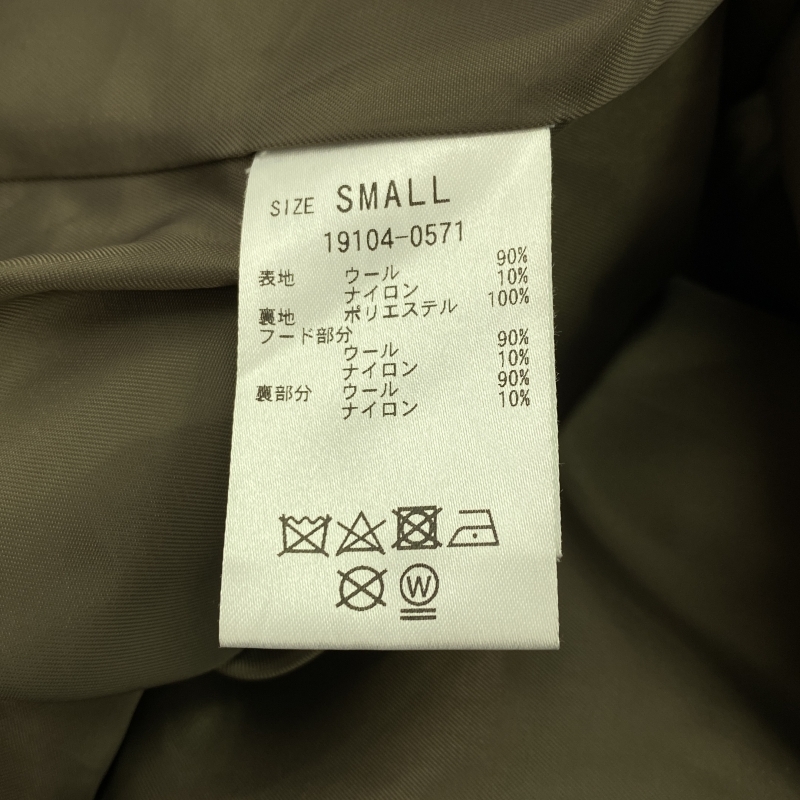 SIZE SMALL
19104-0571
表地 ウール 90%
ナイロン 10%
裏地 ポリエステル 100%
フード部分
ウール 90%
ナイロン 10%
裏部分 ウール 90%
ナイロン 10%
W